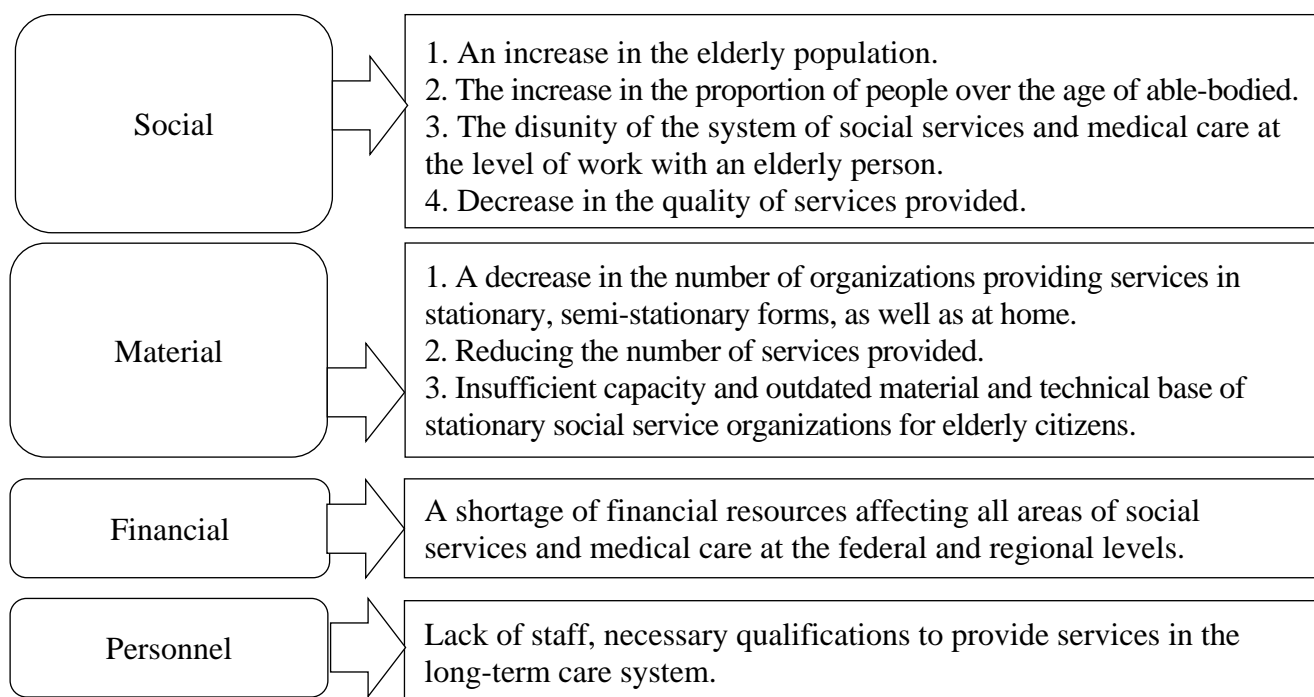 Social
1. An increase in the elderly population.
2. The increase in the proportion of people over the age of able-bodied.
3. The disunity of the system of social services and medical care at
the level of work with an elderly person.
4. Decrease in the quality of services provided.
Material
1. A decrease in the number of organizations providing services in
stationary, semi-stationary forms, as well as at home.
2. Reducing the number of services provided.
3. Insufficient capacity and outdated material and technical base of
stationary social service organizations for elderly citizens.
Financial
A shortage of financial resources affecting all areas of social
services and medical care at the federal and regional levels.
Personnel
Lack of staff, necessary qualifications to provide services in the
long-term care system.